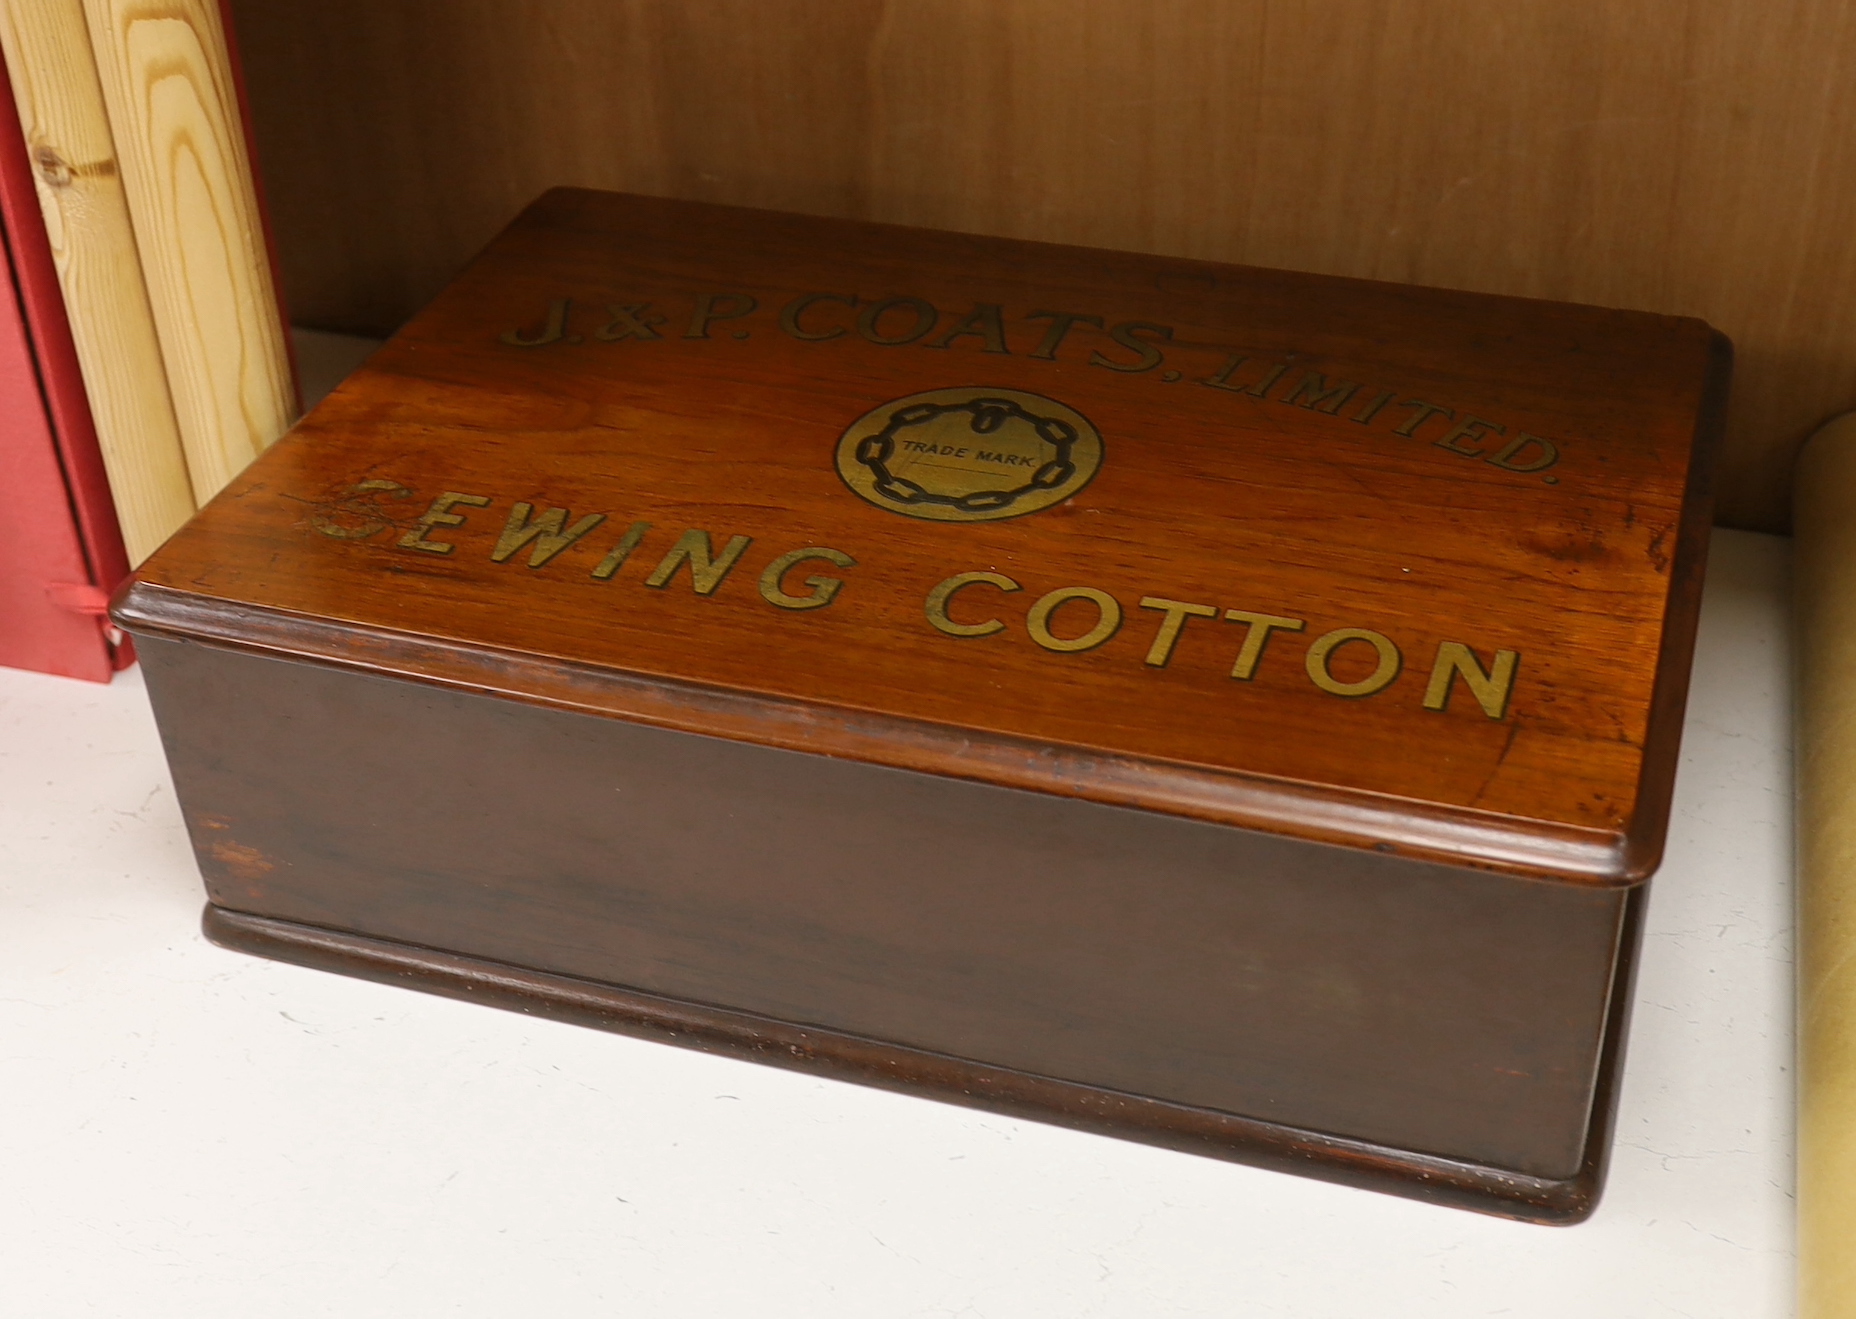 J. & P. COATS, LIMITED.
TRADE MARK.
SEWING COTTON